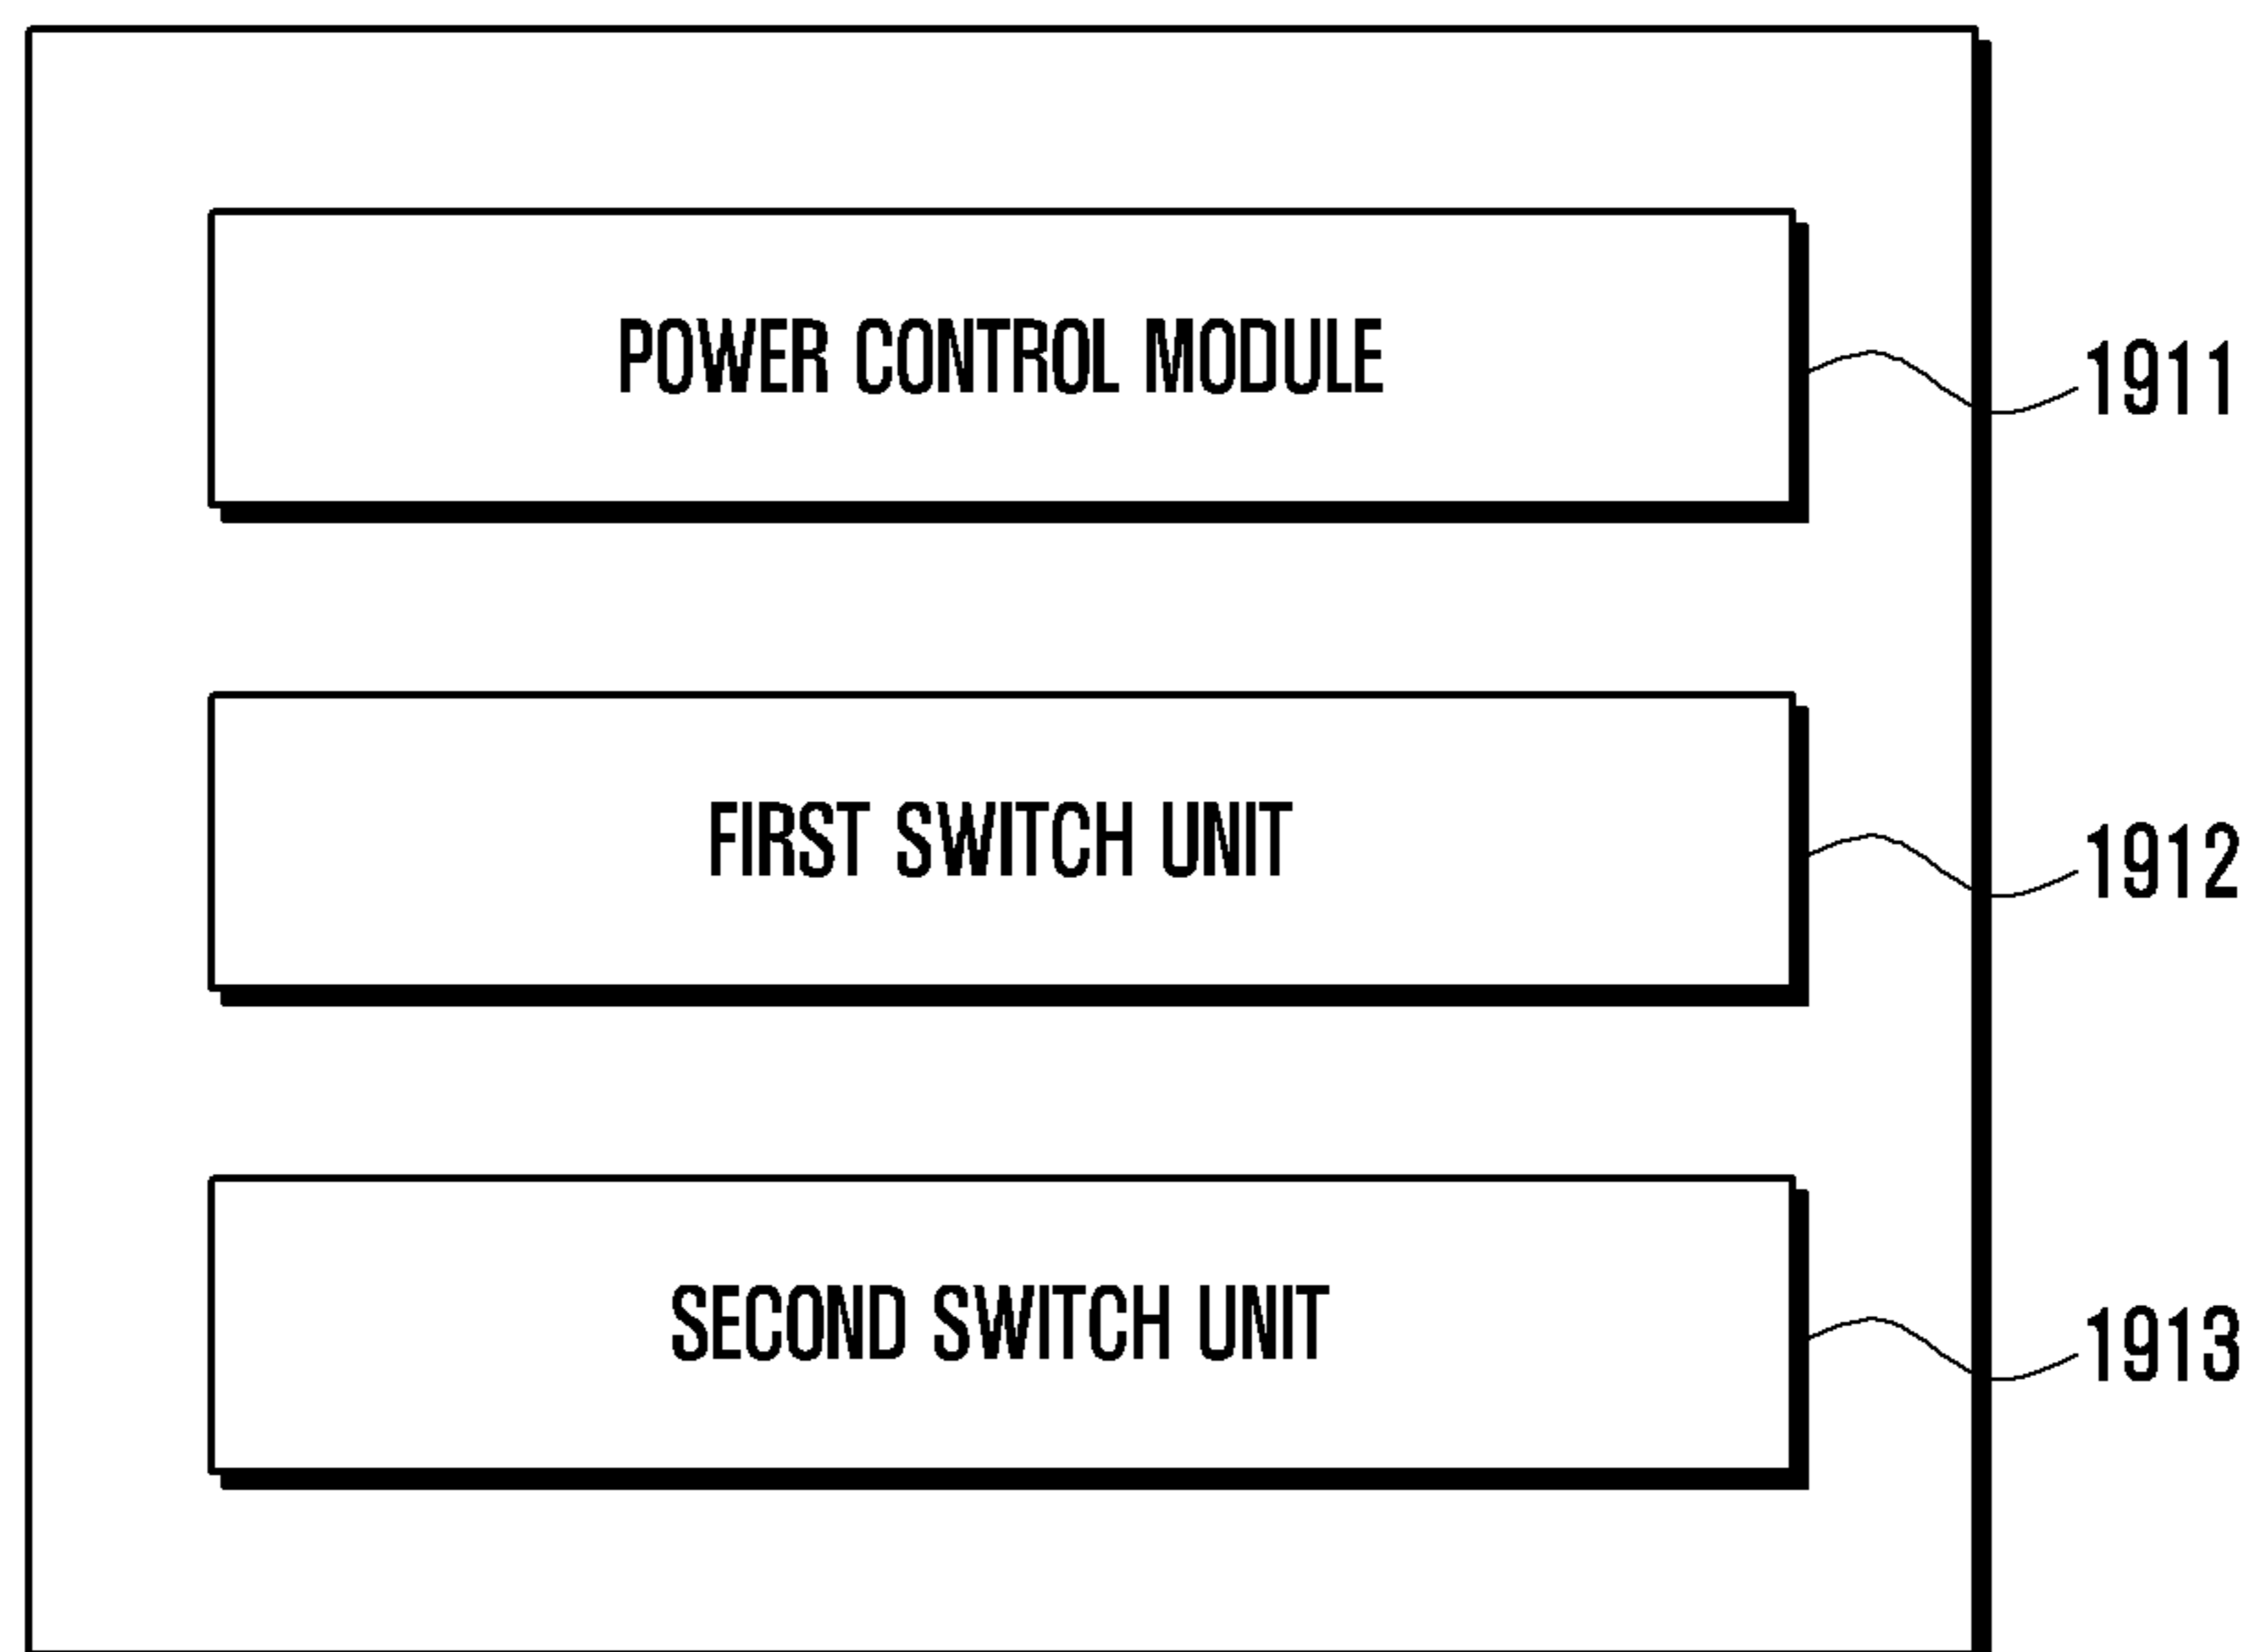 POWER CONTROL MODULE
1911
FIRST SWITCH UNIT
1912
SECOND SWITCH UNIT
1913